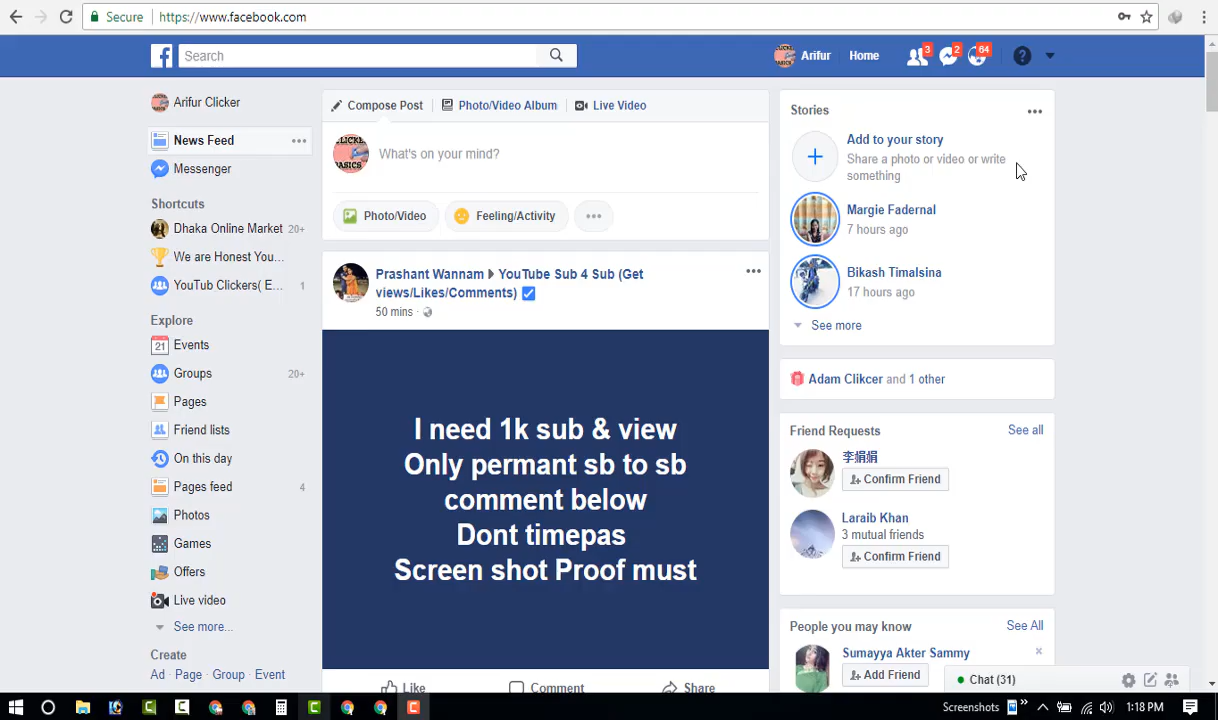 Secure https://www.facebook.com
Search
Arifur Home 3 2 64
Arifur Clicker
News Feed
Messenger
Shortcuts
Dhaka Online Market 20+
We are Honest You...
YouTub Clickers( E... 1
Explore
21 Events
Groups 20+
Pages
Friend lists
On this day
Pages feed 4
Photos
Games
Offers
Live video
See more...
Create
Ad · Page · Group · Event
Compose Post Photo/Video Album Live Video
CLICKER BASICS
What's on your mind?
Photo/Video Feeling/Activity
Prashant Wannam YouTube Sub 4 Sub (Get
views/Likes/Comments)
50 mins ·
I need 1k sub & view
Only permant sb to sb
comment below
Dont timepas
Screen shot Proof must
Like Comment Share
Stories
Add to your story
Share a photo or video or write
something
Margie Fadernal
7 hours ago
Bikash Timalsina
17 hours ago
See more
Adam Clikcer and 1 other
Friend Requests See all
李娟娟
Confirm Friend
Laraib Khan
3 mutual friends
Confirm Friend
People you may know See All
Sumayya Akter Sammy
Add Friend
Chat (31)
Screenshots 1:18 PM